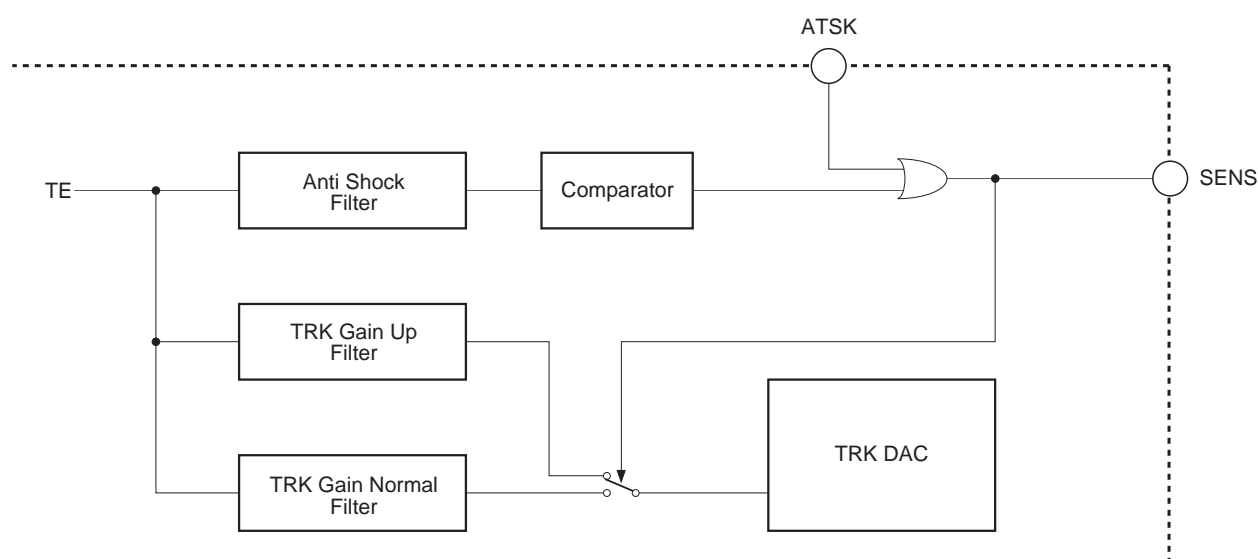 ATSK
TE
Anti Shock
Filter
Comparator
SENS
TRK Gain Up
Filter
TRK DAC
TRK Gain Normal
Filter